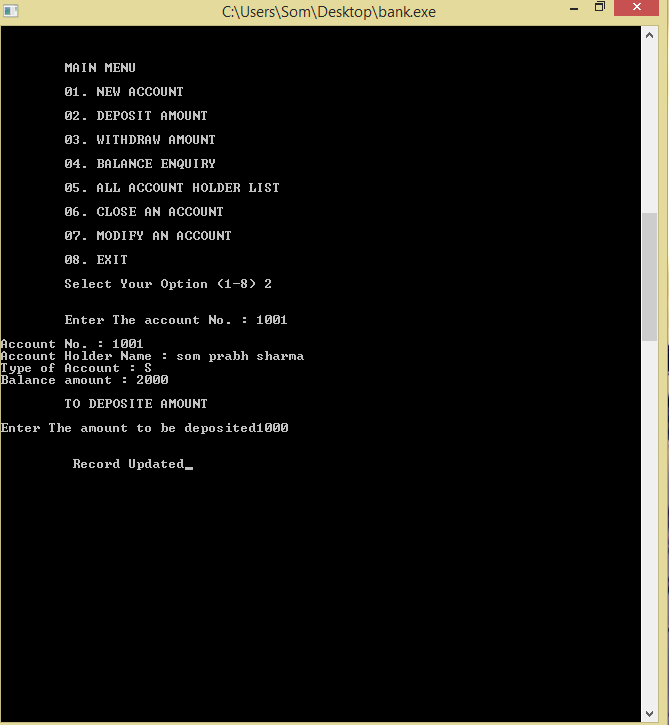 C:\Users\Som\Desktop\bank.exe
MAIN MENU
01. NEW ACCOUNT
02. DEPOSIT AMOUNT
03. WITHDRAW AMOUNT
04. BALANCE ENQUIRY
05. ALL ACCOUNT HOLDER LIST
06. CLOSE AN ACCOUNT
07. MODIFY AN ACCOUNT
08. EXIT
Select Your Option (1-8) 2
Enter The account No. : 1001
Account No. : 1001
Account Holder Name : som prabh sharma
Type of Account : S
Balance amount : 2000
TO DEPOSITE AMOUNT
Enter The amount to be deposited1000
Record Updated_